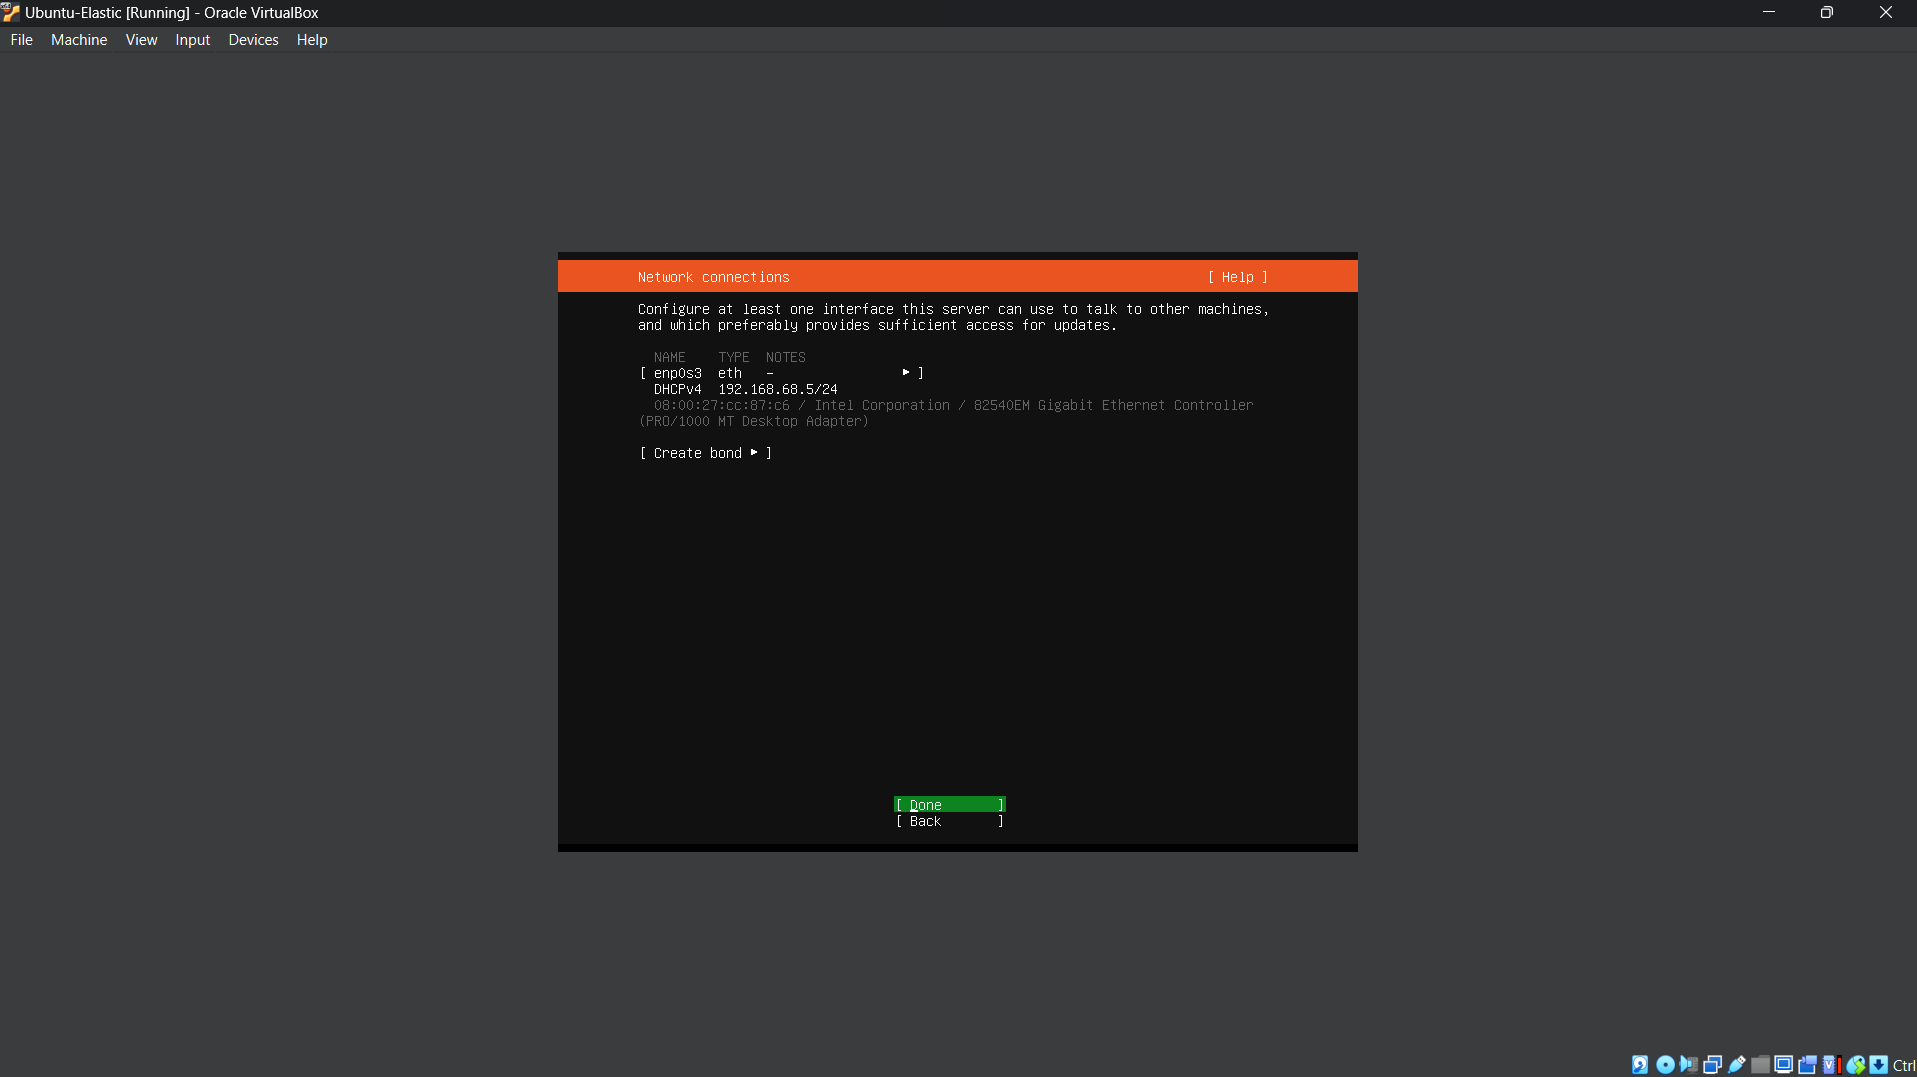 Ubuntu-Elastic [Running] - Oracle VirtualBox
File Machine View Input Devices Help
Network connections [ Help ]
Configure at least one interface this server can use to talk to other machines,
and which preferably provides sufficient access for updates.
NAME TYPE NOTES
[ enp0s3 eth - ▸ ]
DHCPv4 192.168.68.5/24
08:00:27:cc:87:c6 / Intel Corporation / 82540EM Gigabit Ethernet Controller
(PRO/1000 MT Desktop Adapter)
[ Create bond ▸ ]
[ Done ]
[ Back ]
Ctrl